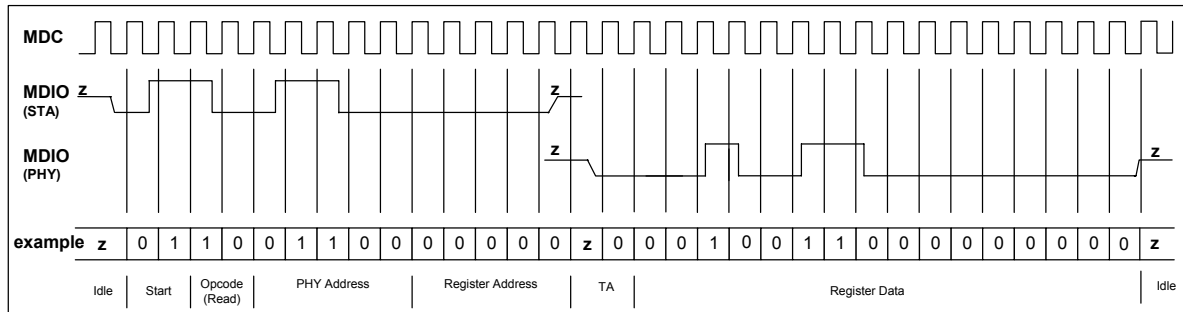 MDC
MDIO z z
(STA)
MDIO z z
(PHY)
example z 0 1 1 0 0 1 1 0 0 0 0 0 0 0 z 0 0 0 1 0 0 1 1 0 0 0 0 0 0 0 0 z
Idle Start Opcode (Read) PHY Address Register Address TA Register Data Idle